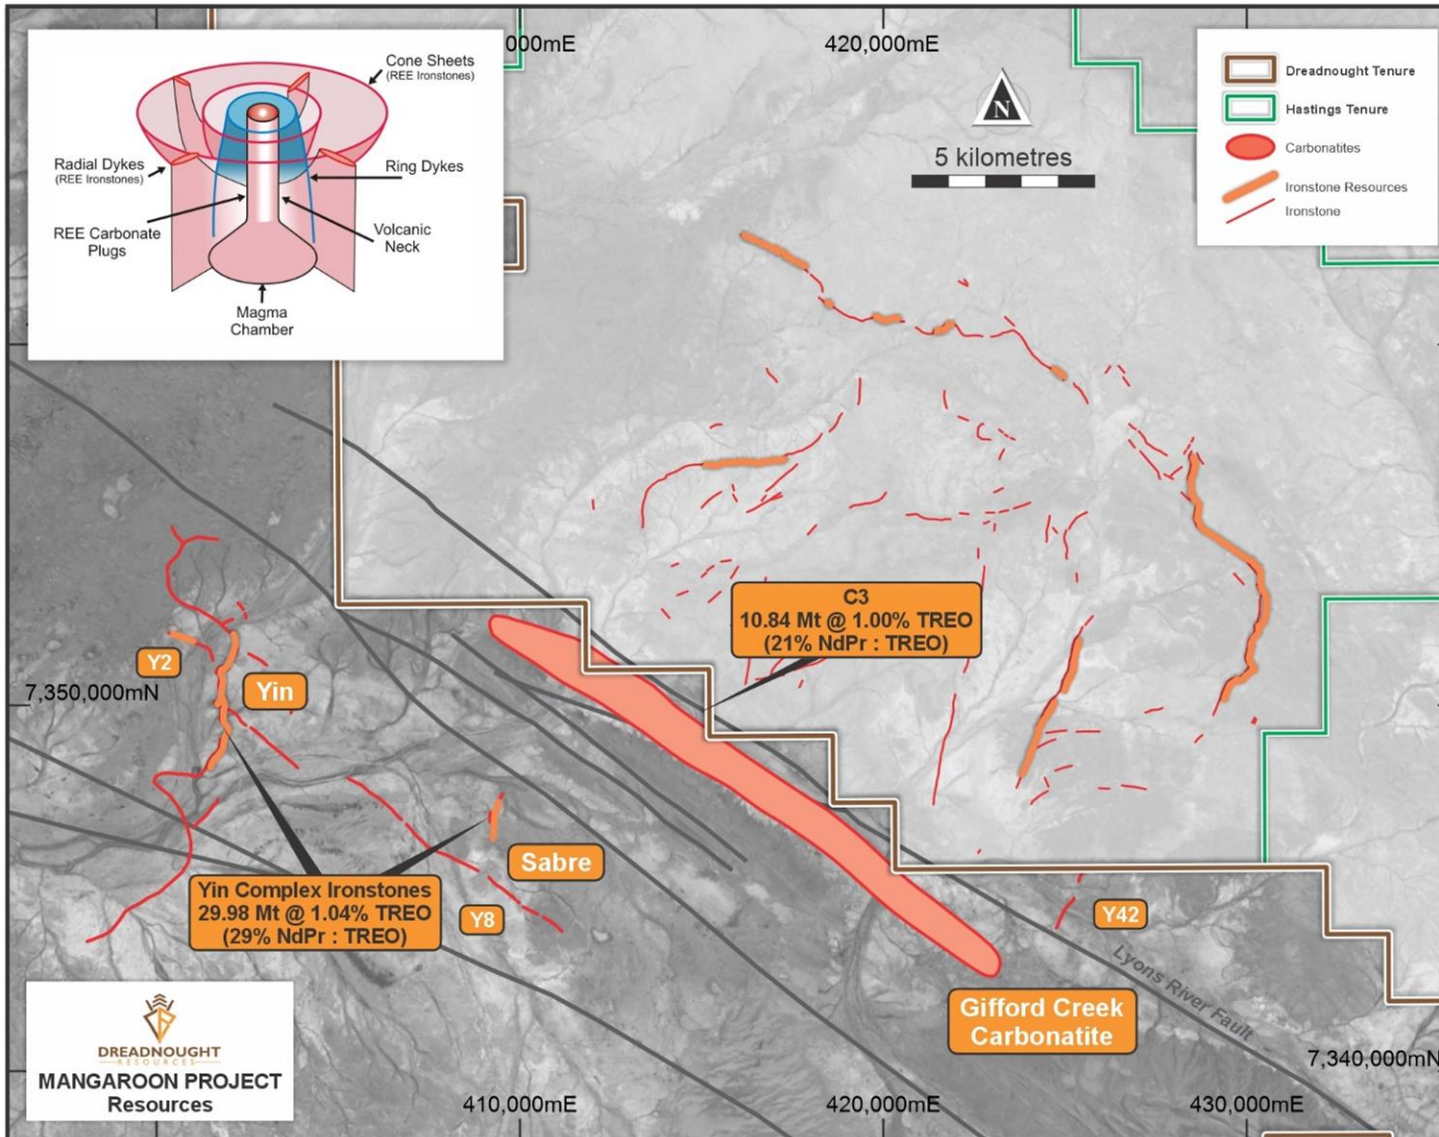 000mE
420,000mE
Cone Sheets
(REE Ironstones)
Radial Dykes
(REE Ironstones)
Ring Dykes
REE Carbonate
Plugs
Volcanic
Neck
Magma
Chamber
N
5 kilometres
Dreadnought Tenure
Hastings Tenure
Carbonatites
Ironstone Resources
Ironstone
C3
10.84 Mt @ 1.00% TREO
(21% NdPr : TREO)
Y2
Yin
7,350,000mN
Sabre
Yin Complex Ironstones
29.98 Mt @ 1.04% TREO
(29% NdPr : TREO)
Y8
Y42
Lyons River Fault
Gifford Creek
Carbonatite
DREADNOUGHT
RESOURCES
MANGAROON PROJECT
Resources
7,340,000mN
410,000mE
420,000mE
430,000mE